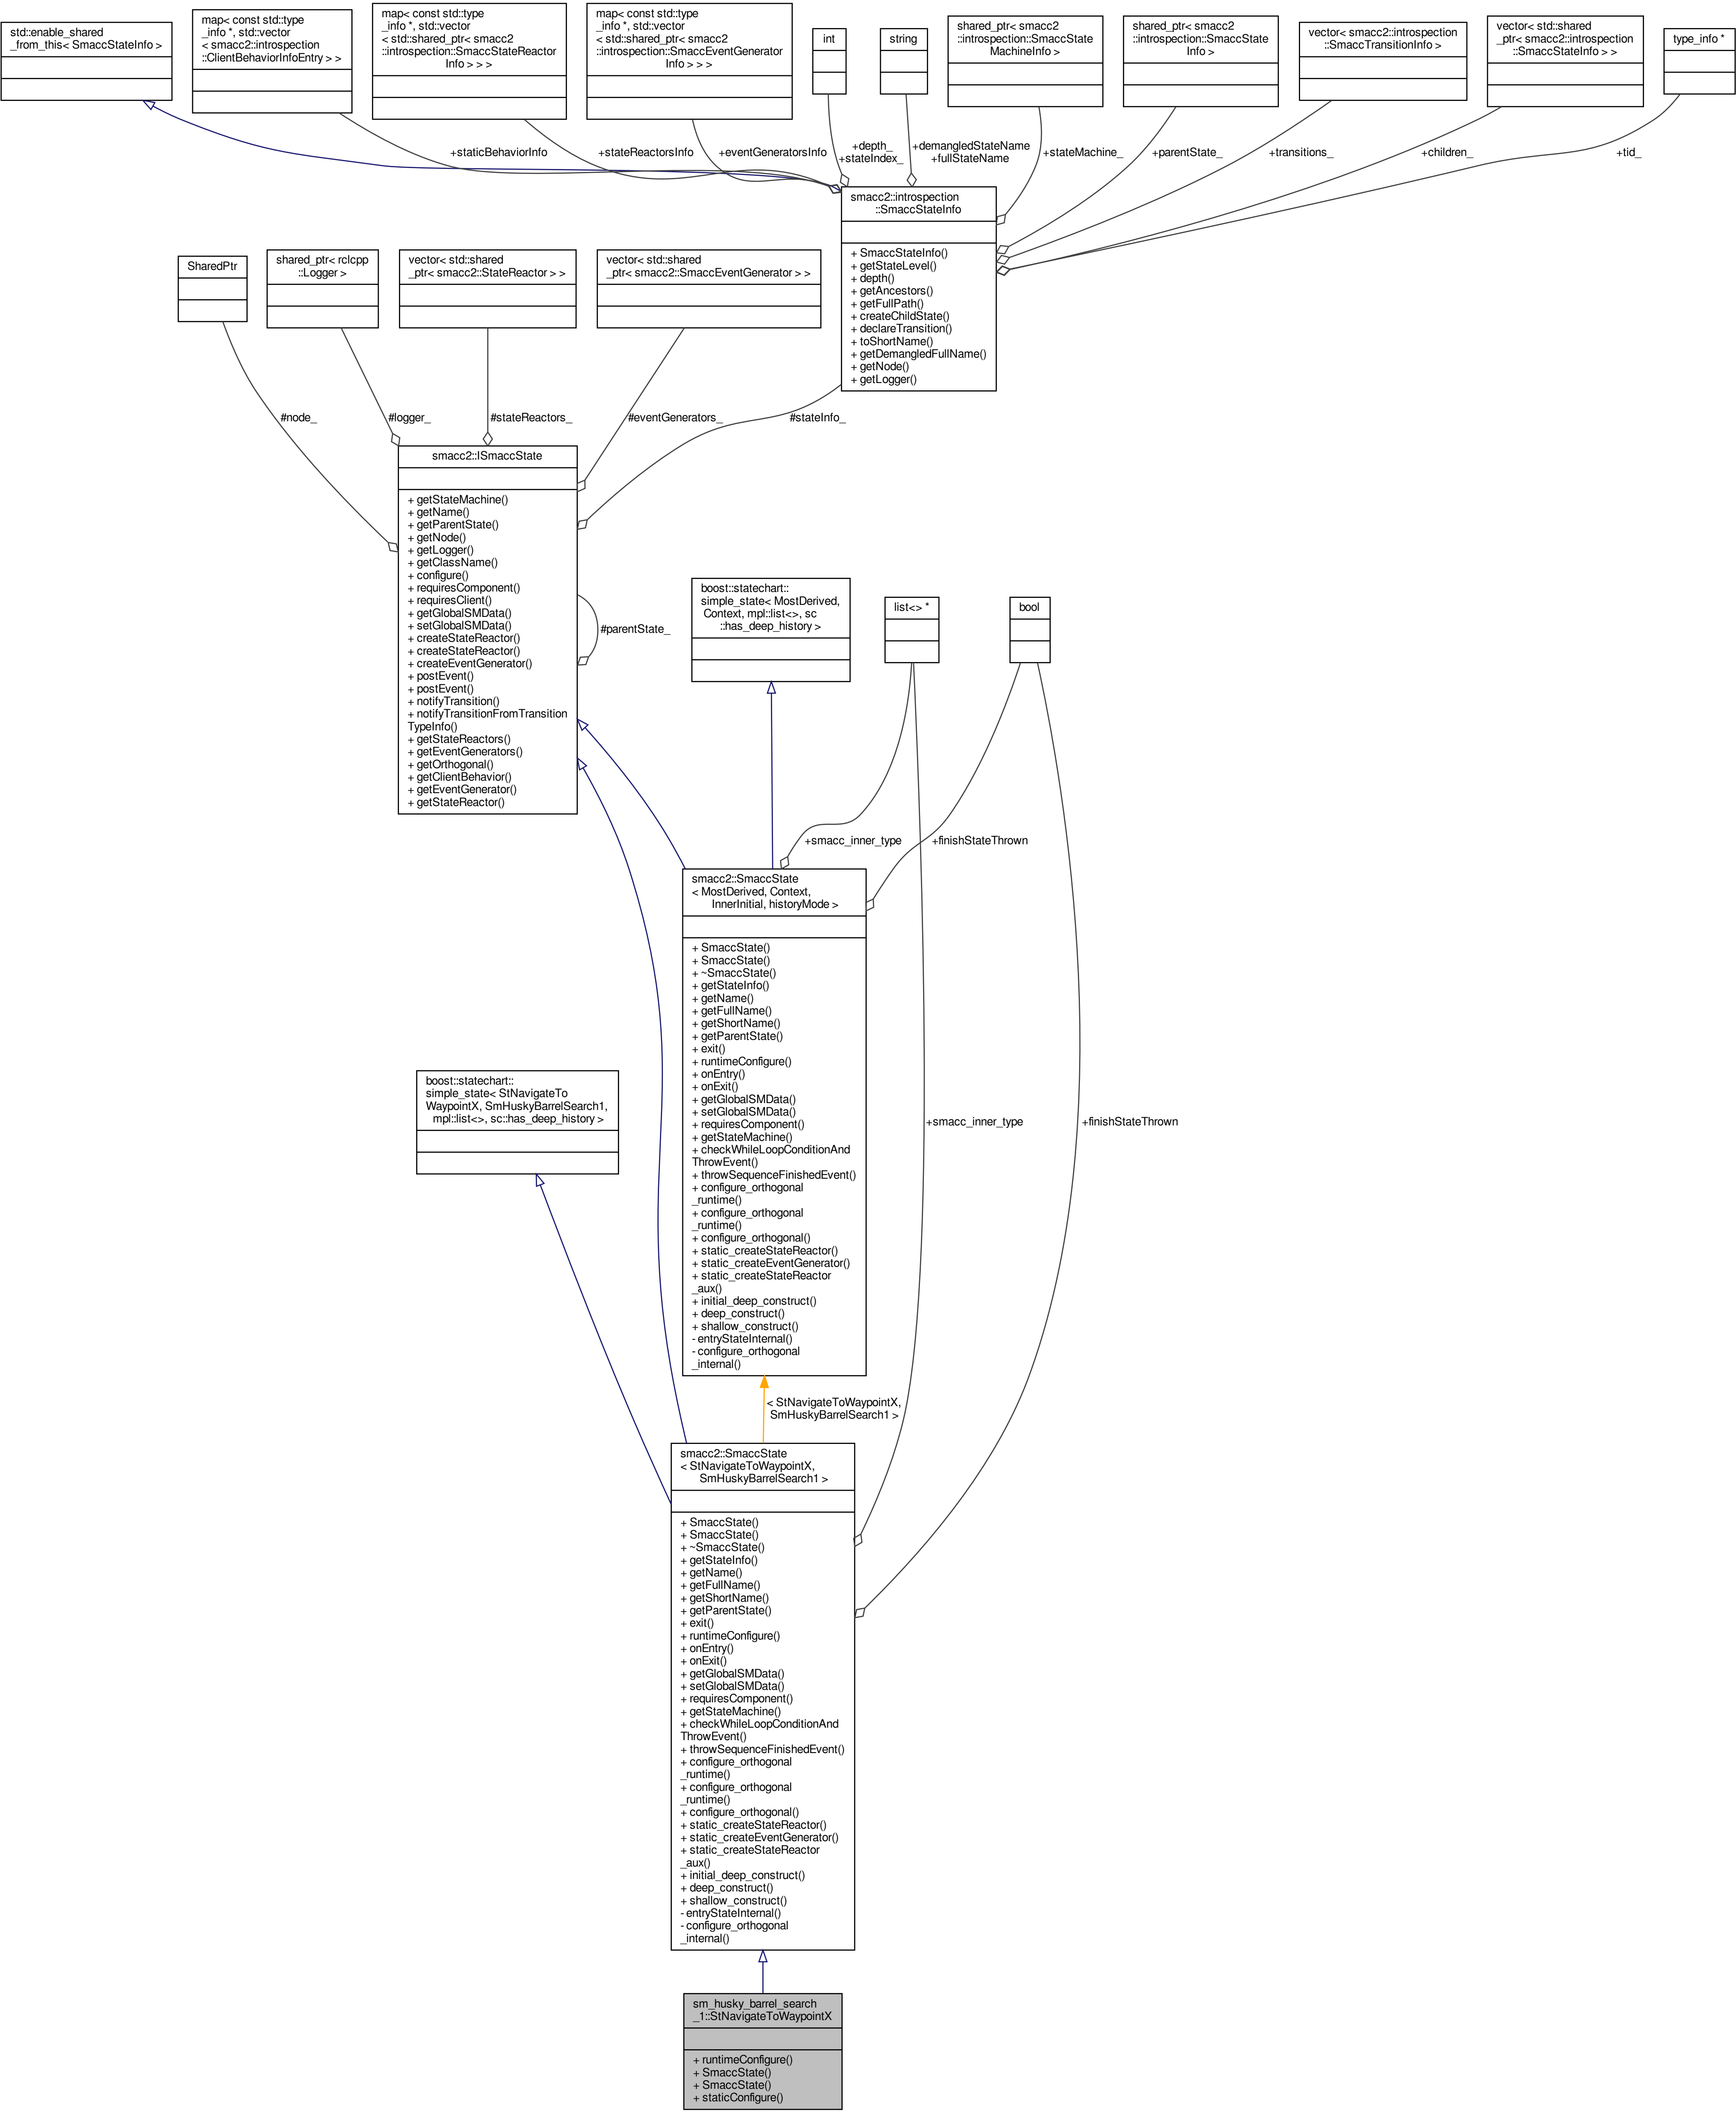 std::enable_shared
_from_this< SmaccStateInfo >
map< const std::type
_info *, std::vector
< smacc2::introspection
::ClientBehaviorInfoEntry > >
map< const std::type
_info *, std::vector
< std::shared_ptr< smacc2
::introspection::SmaccStateReactor
Info > > >
map< const std::type
_info *, std::vector
< std::shared_ptr< smacc2
::introspection::SmaccEventGenerator
Info > > >
int
string
shared_ptr< smacc2
::introspection::SmaccState
MachineInfo >
shared_ptr< smacc2
::introspection::SmaccState
Info >
vector< smacc2::introspection
::SmaccTransitionInfo >
vector< std::shared
_ptr< smacc2::introspection
::SmaccStateInfo > >
type_info *
+staticBehaviorInfo
+stateReactorsInfo
+eventGeneratorsInfo
+depth_
+stateIndex_
+demangledStateName
+fullStateName
+stateMachine_
+parentState_
+transitions_
+children_
+tid_
smacc2::introspection
::SmaccStateInfo
+ SmaccStateInfo()
+ getStateLevel()
+ depth()
+ getAncestors()
+ getFullPath()
+ createChildState()
+ declareTransition()
+ toShortName()
+ getDemangledFullName()
+ getNode()
+ getLogger()
SharedPtr
shared_ptr< rclcpp
::Logger >
vector< std::shared
_ptr< smacc2::StateReactor > >
vector< std::shared
_ptr< smacc2::SmaccEventGenerator > >
#node_
#logger_
#stateReactors_
#eventGenerators_
#stateInfo_
smacc2::ISmaccState
+ getStateMachine()
+ getName()
+ getParentState()
+ getNode()
+ getLogger()
+ getClassName()
+ configure()
+ requiresComponent()
+ requiresClient()
+ getGlobalSMData()
+ setGlobalSMData()
+ createStateReactor()
+ createStateReactor()
+ createEventGenerator()
+ postEvent()
+ postEvent()
+ notifyTransition()
+ notifyTransitionFromTransition
TypeInfo()
+ getStateReactors()
+ getEventGenerators()
+ getOrthogonal()
+ getClientBehavior()
+ getEventGenerator()
+ getStateReactor()
#parentState_
boost::statechart::
simple_state< MostDerived,
Context, mpl::list<>, sc
::has_deep_history >
list<> *
bool
+smacc_inner_type
+finishStateThrown
smacc2::SmaccState
< MostDerived, Context,
InnerInitial, historyMode >
+ SmaccState()
+ SmaccState()
+ ~SmaccState()
+ getStateInfo()
+ getName()
+ getFullName()
+ getShortName()
+ getParentState()
+ exit()
+ runtimeConfigure()
+ onEntry()
+ onExit()
+ getGlobalSMData()
+ setGlobalSMData()
+ requiresComponent()
+ getStateMachine()
+ checkWhileLoopConditionAnd
ThrowEvent()
+ throwSequenceFinishedEvent()
+ configure_orthogonal
_runtime()
+ configure_orthogonal
_runtime()
+ configure_orthogonal()
+ static_createStateReactor()
+ static_createEventGenerator()
+ static_createStateReactor
_aux()
+ initial_deep_construct()
+ deep_construct()
+ shallow_construct()
- entryStateInternal()
- configure_orthogonal
_internal()
boost::statechart::
simple_state< StNavigateTo
WaypointX, SmHuskyBarrelSearch1,
mpl::list<>, sc::has_deep_history >
+smacc_inner_type
+finishStateThrown
< StNavigateToWaypointX,
SmHuskyBarrelSearch1 >
smacc2::SmaccState
< StNavigateToWaypointX,
SmHuskyBarrelSearch1 >
+ SmaccState()
+ SmaccState()
+ ~SmaccState()
+ getStateInfo()
+ getName()
+ getFullName()
+ getShortName()
+ getParentState()
+ exit()
+ runtimeConfigure()
+ onEntry()
+ onExit()
+ getGlobalSMData()
+ setGlobalSMData()
+ requiresComponent()
+ getStateMachine()
+ checkWhileLoopConditionAnd
ThrowEvent()
+ throwSequenceFinishedEvent()
+ configure_orthogonal
_runtime()
+ configure_orthogonal
_runtime()
+ configure_orthogonal()
+ static_createStateReactor()
+ static_createEventGenerator()
+ static_createStateReactor
_aux()
+ initial_deep_construct()
+ deep_construct()
+ shallow_construct()
- entryStateInternal()
- configure_orthogonal
_internal()
sm_husky_barrel_search
_1::StNavigateToWaypointX
+ runtimeConfigure()
+ SmaccState()
+ SmaccState()
+ staticConfigure()